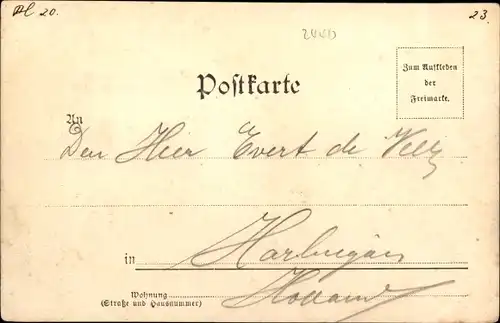 Pl 20.
23.
Postkarte
Zum Aufkleben
der
Freimarke.
An
Den Heer Evert de Velz
in Harlingen
Wohnung
(Straße und Hausnummer)
Holland